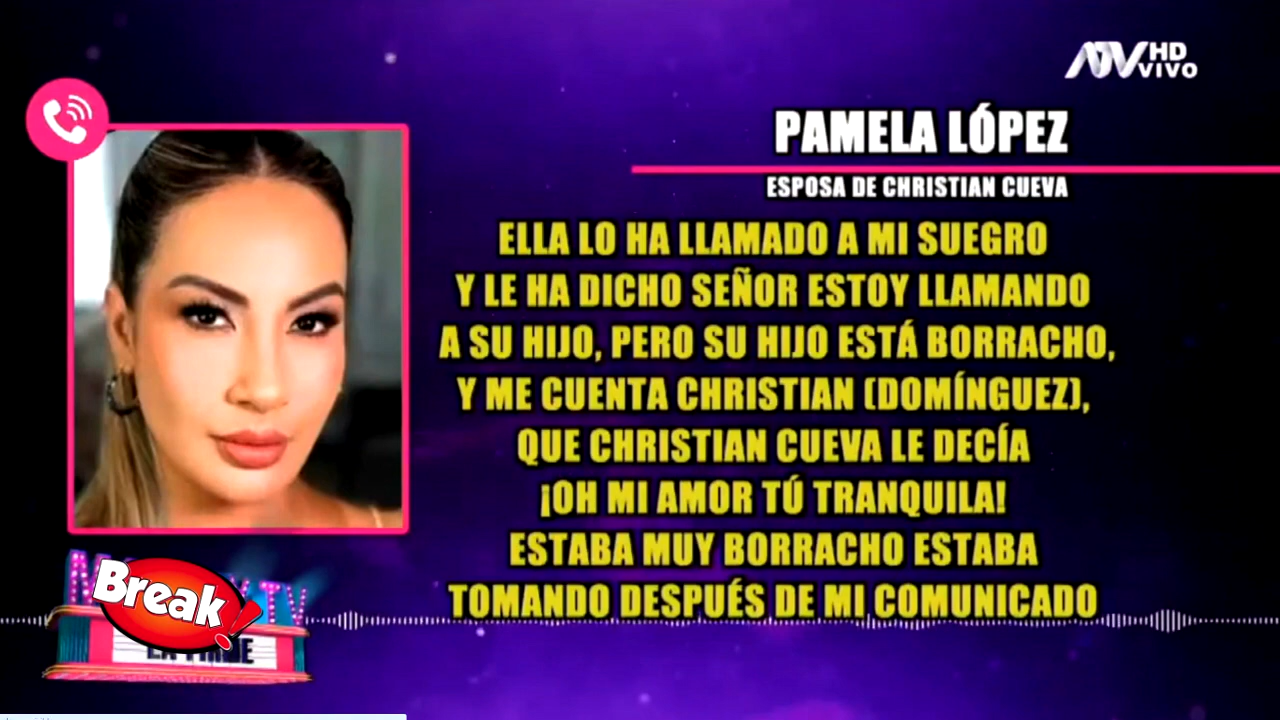 ATV HD
VIVO
PAMELA LÓPEZ
ESPOSA DE CHRISTIAN CUEVA
ELLA LO HA LLAMADO A MI SUEGRO
Y LE HA DICHO SEÑOR ESTOY LLAMANDO
A SU HIJO, PERO SU HIJO ESTÁ BORRACHO,
Y ME CUENTA CHRISTIAN (DOMÍNGUEZ),
QUE CHRISTIAN CUEVA LE DECÍA
¡OH MI AMOR TÚ TRANQUILA!
ESTABA MUY BORRACHO ESTABA
TOMANDO DESPUÉS DE MI COMUNICADO
Break!